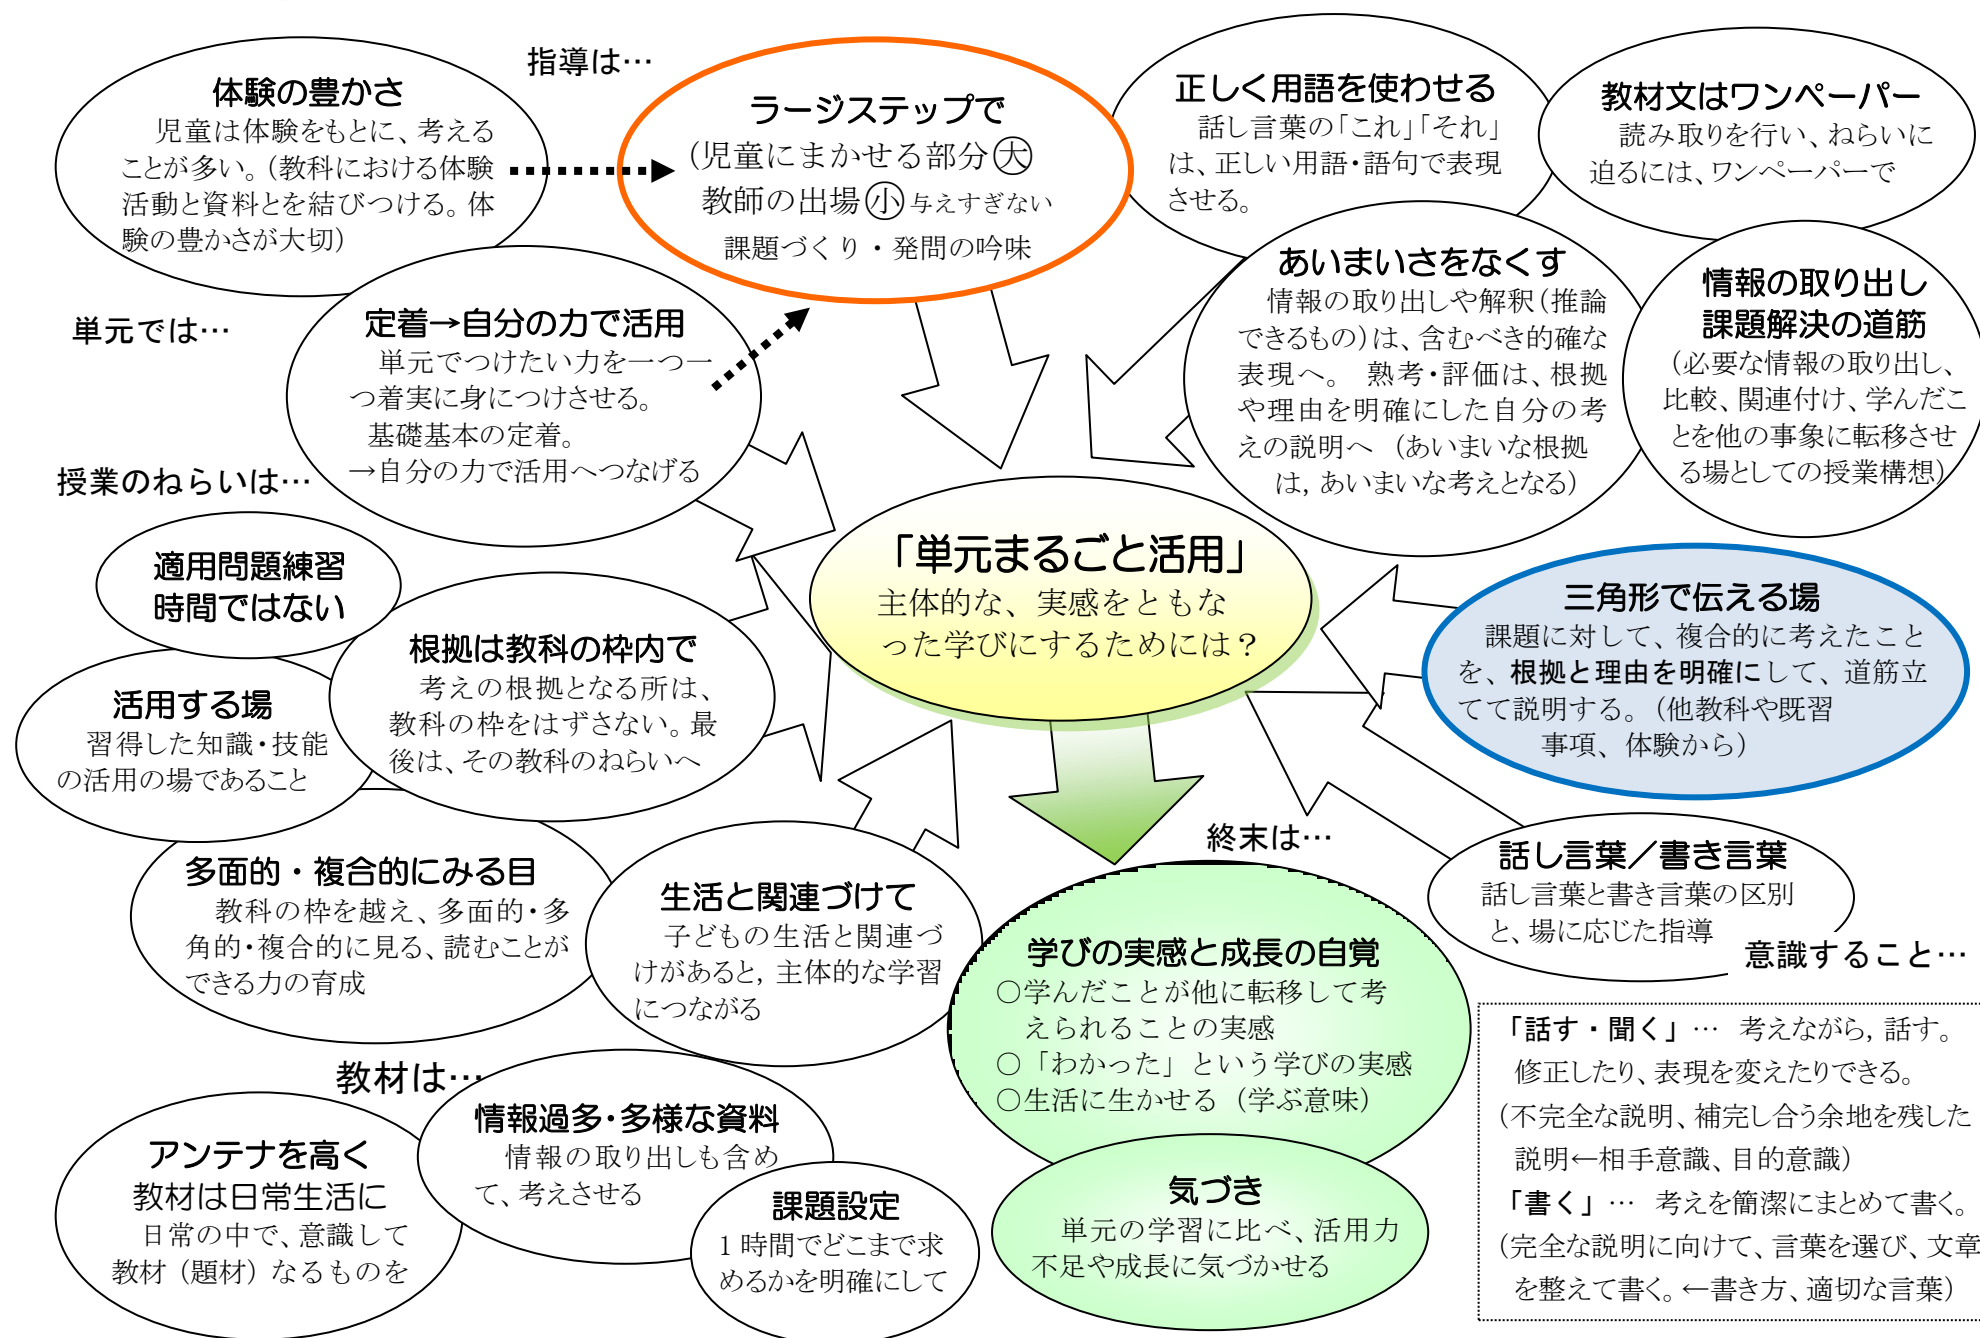 指導は…
体験の豊かさ
児童は体験をもとに、考える
ことが多い。(教科における体験
活動と資料とを結びつける。体
験の豊かさが大切)
ラージステップで
(児童にまかせる部分㊅
教師の出場㊉与えすぎない
課題づくり・発問の吟味
正しく用語を使わせる
話し言葉の「これ」「それ」
は、正しい用語・語句で表現
させる。
教材文はワンペーパー
読み取りを行い、ねらいに
迫るには、ワンペーパーで
あいまいさをなくす
情報の取り出しや解釈(推論
できるもの)は、含むべき的確な
表現へ。 熟考・評価は、根拠
や理由を明確にした自分の考
えの説明へ (あいまいな根拠
は, あいまいな考えとなる)
情報の取り出し
課題解決の道筋
(必要な情報の取り出し、
比較、関連付け、学んだこ
とを他の事象に転移させ
る場としての授業構想)
単元では…
定着→自分の力で活用
単元でつけたい力を一つ一
つ着実に身につけさせる。
基礎基本の定着。
→自分の力で活用へつなげる
授業のねらいは…
適用問題練習
時間ではない
「単元まるごと活用」
主体的な、実感をともな
った学びにするためには？
三角形で伝える場
課題に対して、複合的に考えたこと
を、根拠と理由を明確にして、道筋立
てて説明する。(他教科や既習
事項、体験から)
根拠は教科の枠内で
考えの根拠となる所は、
教科の枠をはずさない。最
後は、その教科のねらいへ
活用する場
習得した知識・技能
の活用の場であること
多面的・複合的にみる目
教科の枠を越え、多面的・多
角的・複合的に見る、読むことが
できる力の育成
生活と関連づけて
子どもの生活と関連づ
けがあると, 主体的な学習
につながる
終末は…
学びの実感と成長の自覚
○学んだことが他に転移して考
えられることの実感
○「わかった」という学びの実感
○生活に生かせる（学ぶ意味）
気づき
単元の学習に比べ、活用力
不足や成長に気づかせる
話し言葉／書き言葉
話し言葉と書き言葉の区別
と、場に応じた指導
意識すること…
「話す・聞く」… 考えながら, 話す。
修正したり、表現を変えたりできる。
(不完全な説明、補完し合う余地を残した
説明←相手意識、目的意識)
「書く」… 考えを簡潔にまとめて書く。
(完全な説明に向けて、言葉を選び、文章
を整えて書く。←書き方、適切な言葉)
教材は…
アンテナを高く
教材は日常生活に
日常の中で、意識して
教材（題材）なるものを
情報過多・多様な資料
情報の取り出しも含め
て、考えさせる
課題設定
1時間でどこまで求
めるかを明確にして